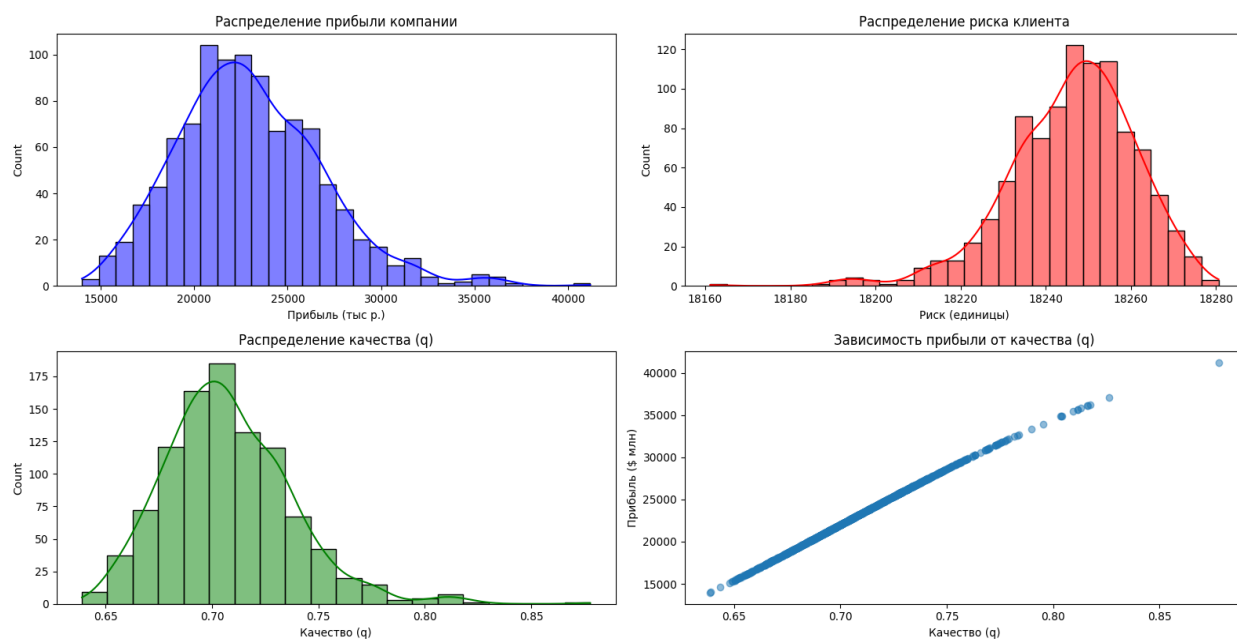 Распределение прибыли компании
Count
100
80
60
40
20
0
15000 20000 25000 30000 35000 40000
Прибыль (тыс р.)
Распределение риска клиента
Count
120
100
80
60
40
20
0
18160 18180 18200 18220 18240 18260 18280
Риск (единицы)
Распределение качества (q)
Count
175
150
125
100
75
50
25
0
0.65 0.70 0.75 0.80 0.85
Качество (q)
Зависимость прибыли от качества (q)
Прибыль ($ млн)
40000
35000
30000
25000
20000
15000
0.65 0.70 0.75 0.80 0.85
Качество (q)